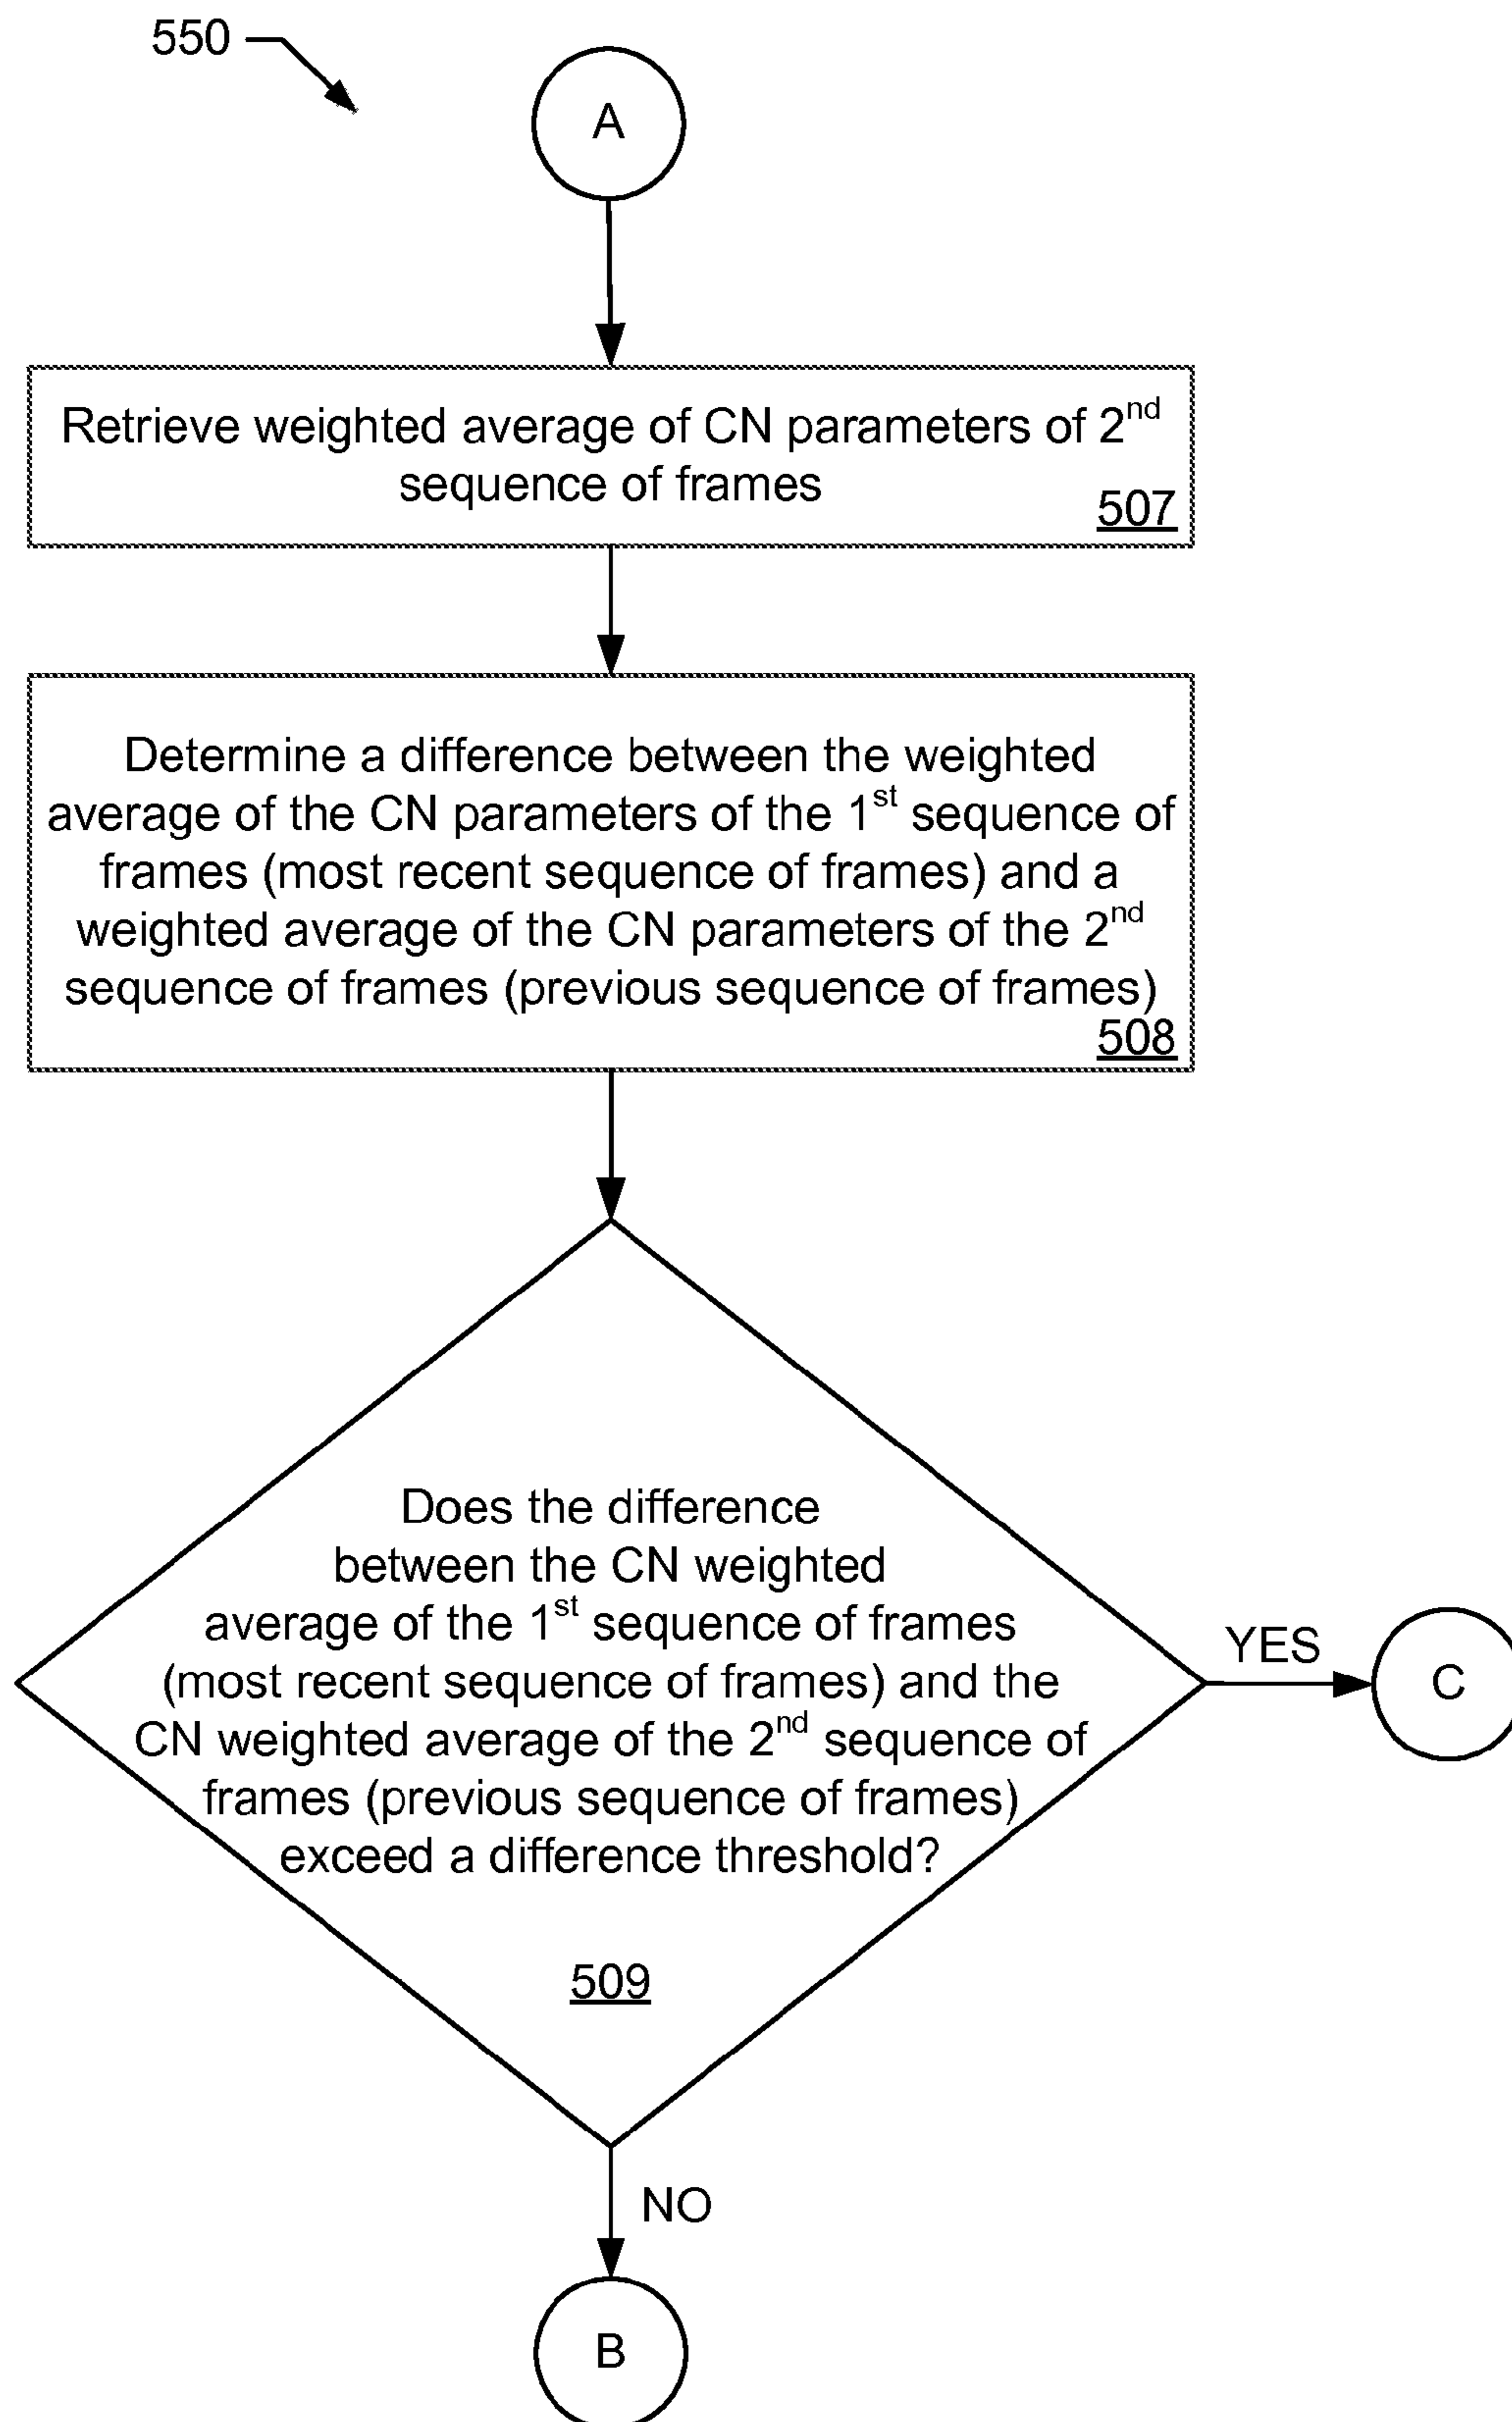 550
A
Retrieve weighted average of CN parameters of 2nd
sequence of frames
507
Determine a difference between the weighted
average of the CN parameters of the 1st sequence of
frames (most recent sequence of frames) and a
weighted average of the CN parameters of the 2nd
sequence of frames (previous sequence of frames)
508
Does the difference
between the CN weighted
average of the 1st sequence of frames
(most recent sequence of frames) and the
CN weighted average of the 2nd sequence of
frames (previous sequence of frames)
exceed a difference threshold?
509
YES
C
NO
B